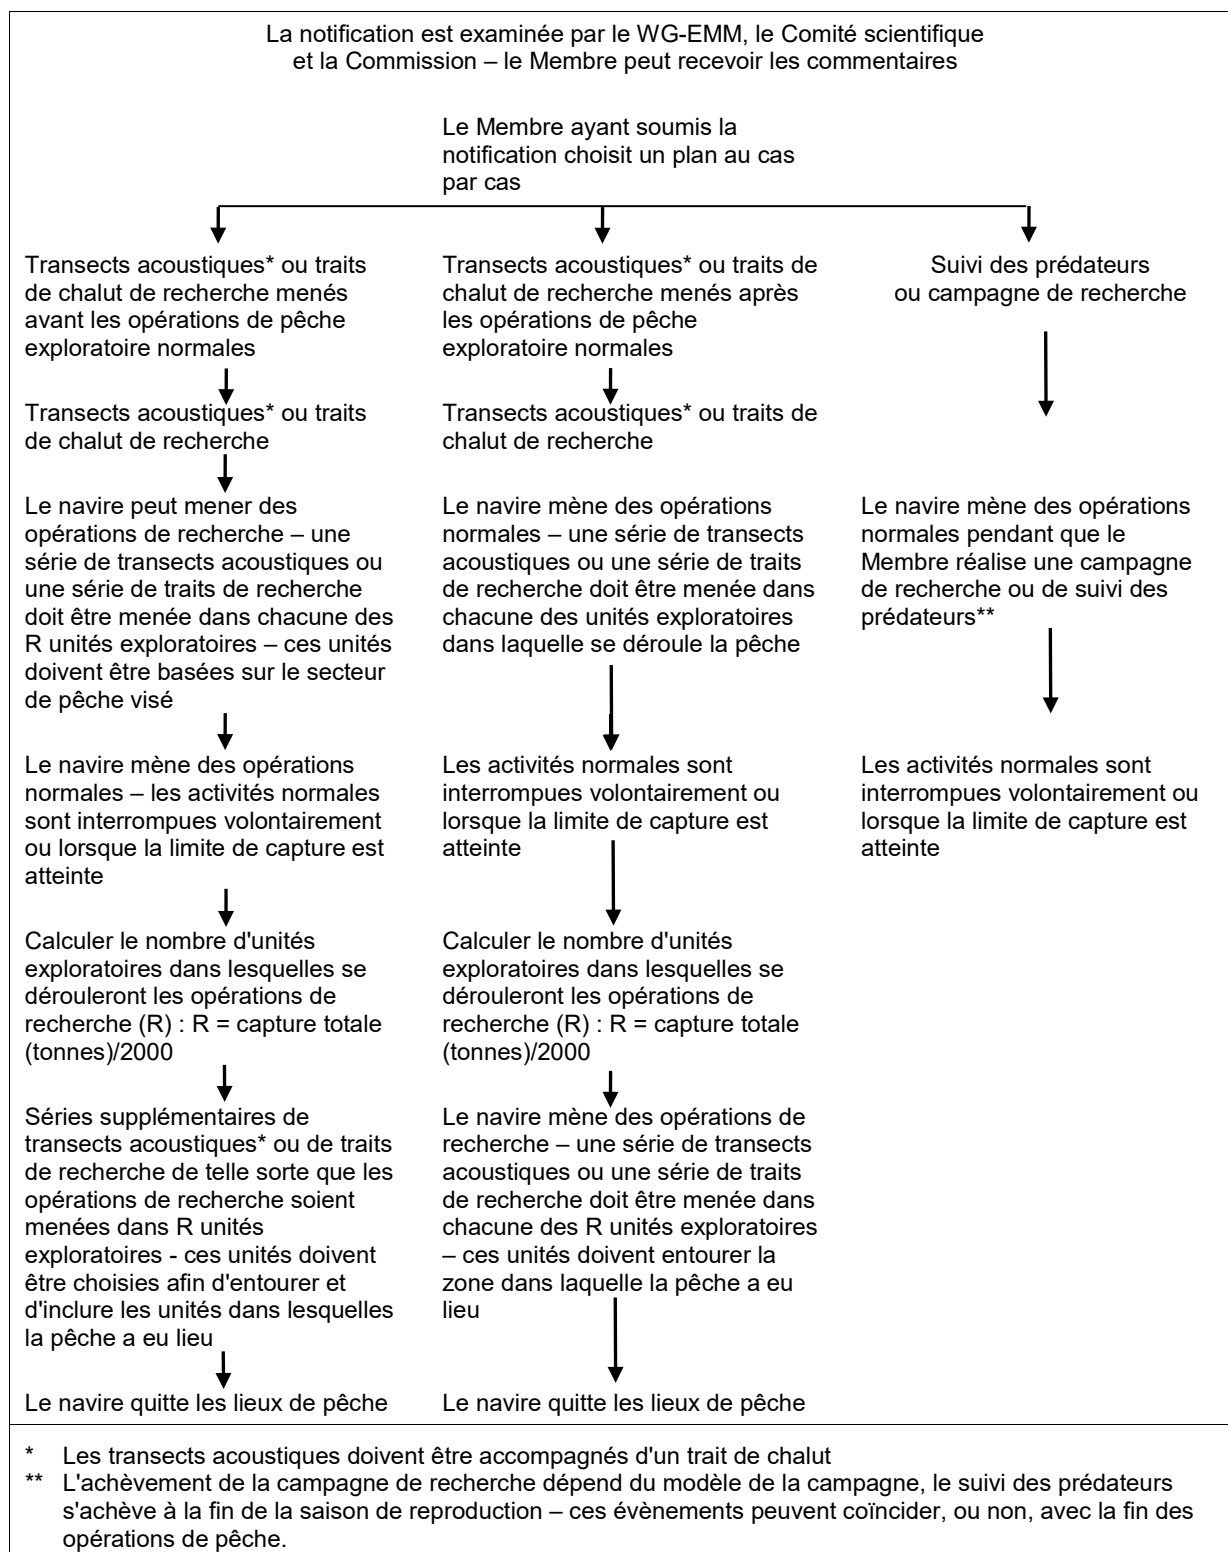 La notification est examinée par le WG-EMM, le Comité scientifique
et la Commission – le Membre peut recevoir les commentaires
Le Membre ayant soumis la
notification choisit un plan au cas
par cas
Transects acoustiques* ou traits
de chalut de recherche menés
avant les opérations de pêche
exploratoire normales
Transects acoustiques* ou traits
de chalut de recherche
Le navire peut mener des
opérations de recherche – une
série de transects acoustiques ou
une série de traits de recherche
doit être menée dans chacune des
R unités exploratoires – ces unités
doivent être basées sur le secteur
de pêche visé
Le navire mène des opérations
normales – les activités normales
sont interrompues volontairement
ou lorsque la limite de capture est
atteinte
Calculer le nombre d'unités
exploratoires dans lesquelles se
dérouleront les opérations de
recherche (R) : R = capture totale
(tonnes)/2000
Séries supplémentaires de
transects acoustiques* ou de traits
de recherche de telle sorte que les
opérations de recherche soient
menées dans R unités
exploratoires - ces unités doivent
être choisies afin d'entourer et
d'inclure les unités dans lesquelles
la pêche a eu lieu
Le navire quitte les lieux de pêche
Transects acoustiques* ou traits de
chalut de recherche menés après
les opérations de pêche
exploratoire normales
Transects acoustiques* ou traits de
chalut de recherche
Le navire mène des opérations
normales – une série de transects
acoustiques ou une série de traits
de recherche doit être menée dans
chacune des unités exploratoires
dans laquelle se déroule la pêche
Les activités normales sont
interrompues volontairement ou
lorsque la limite de capture est
atteinte
Calculer le nombre d'unités
exploratoires dans lesquelles se
dérouleront les opérations de
recherche (R) : R = capture totale
(tonnes)/2000
Le navire mène des opérations de
recherche – une série de transects
acoustiques ou une série de traits
de recherche doit être menée dans
chacune des R unités exploratoires
– ces unités doivent entourer la
zone dans laquelle la pêche a eu
lieu
Le navire quitte les lieux de pêche
Suivi des prédateurs
ou campagne de recherche
Le navire mène des opérations
normales pendant que le
Membre réalise une campagne
de recherche ou de suivi des
prédateurs**
Les activités normales sont
interrompues volontairement ou
lorsque la limite de capture est
atteinte
* Les transects acoustiques doivent être accompagnés d'un trait de chalut
** L'achèvement de la campagne de recherche dépend du modèle de la campagne, le suivi des prédateurs
s'achève à la fin de la saison de reproduction – ces évènements peuvent coïncider, ou non, avec la fin des
opérations de pêche.